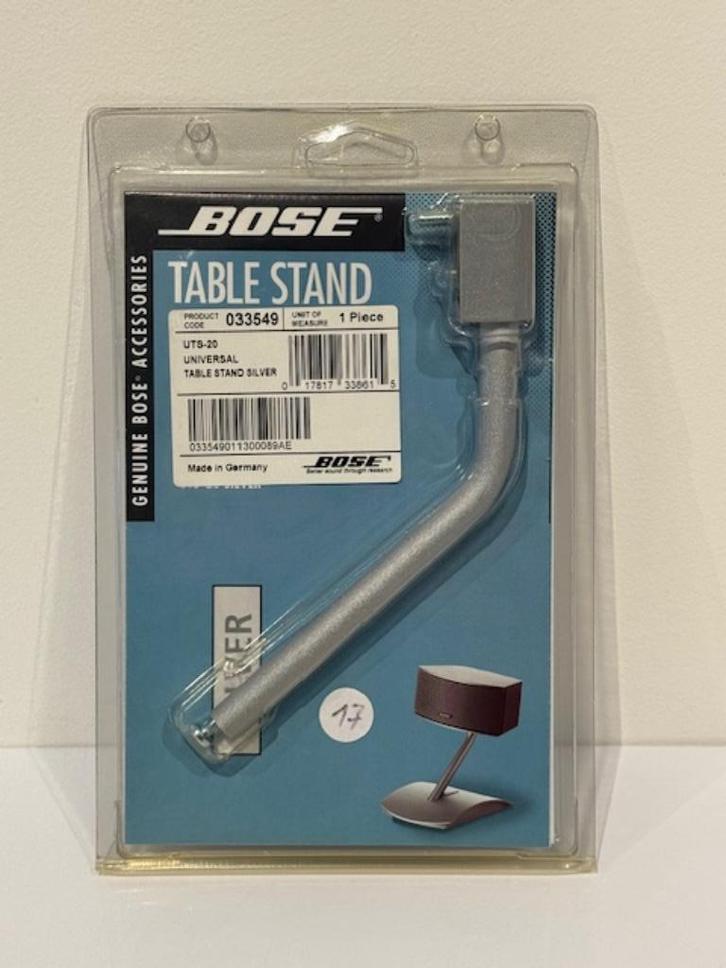 BOSE®
TABLE STAND
GENUINE BOSE® ACCESSORIES
PRODUCT CODE 033549
UNIT OF MEASURE 1 Piece
UTS-20
UNIVERSAL
TABLE STAND SILVER
0 17817 33861 5
033549011300089AE
Made in Germany
BOSE®
Better sound through research
17